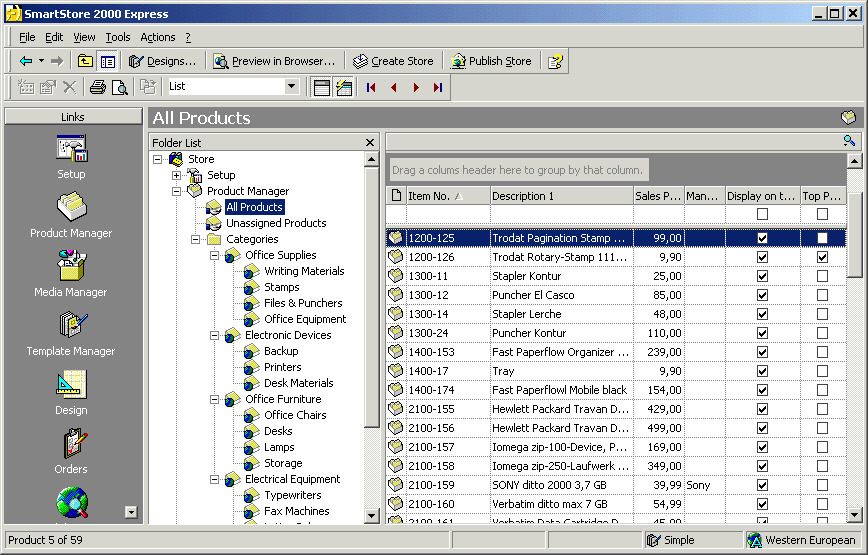 SmartStore 2000 Express
File Edit View Tools Actions ?
Designs... Preview in Browser... Create Store Publish Store
List
Links
Setup
Product Manager
Media Manager
Template Manager
Design
Orders
All Products
Folder List
Store
Setup
Product Manager
All Products
Unassigned Products
Categories
Office Supplies
Writing Materials
Stamps
Files & Punchers
Office Equipment
Electronic Devices
Backup
Printers
Desk Materials
Office Furniture
Office Chairs
Desks
Lamps
Storage
Electrical Equipment
Typewriters
Fax Machines
Drag a colums header here to group by that column.
Item No. Description 1 Sales P... Man... Display on t... Top P...
1200-125 Trodat Pagination Stamp ... 99,00
1200-126 Trodat Rotary-Stamp 111... 9,90
1300-11 Stapler Kontur 25,00
1300-12 Puncher El Casco 85,00
1300-14 Stapler Lerche 48,00
1300-24 Puncher Kontur 110,00
1400-153 Fast Paperflow Organizer ... 239,00
1400-17 Tray 9,90
1400-174 Fast Paperflowl Mobile black 154,00
2100-155 Hewlett Packard Travan D... 429,00
2100-156 Hewlett Packard Travan D... 499,00
2100-157 Iomega zip-100-Device, P... 169,00
2100-158 Iomega zip-250-Laufwerk ... 349,00
2100-159 SONY ditto 2000 3,7 GB 39,99 Sony
2100-160 Verbatim ditto max 7 GB 54,99
2100-161 Verbatim Data Cartridge D... 45,00
Product 5 of 59
Simple
Western European